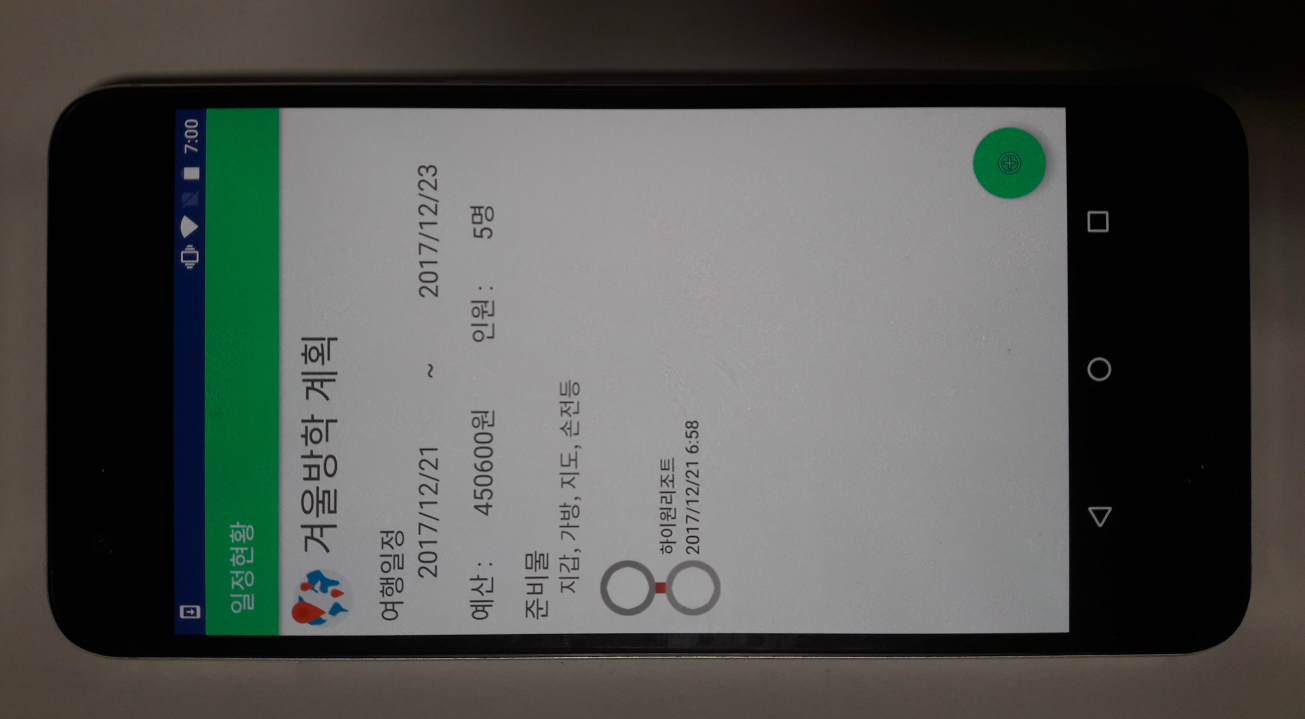 7:00
일정현황
겨울방학 계획
여행일정
2017/12/21 ~ 2017/12/23
예산 : 450600원 인원 : 5명
준비물
지갑, 가방, 지도, 손전등
하이원리조트
2017/12/21 6:58